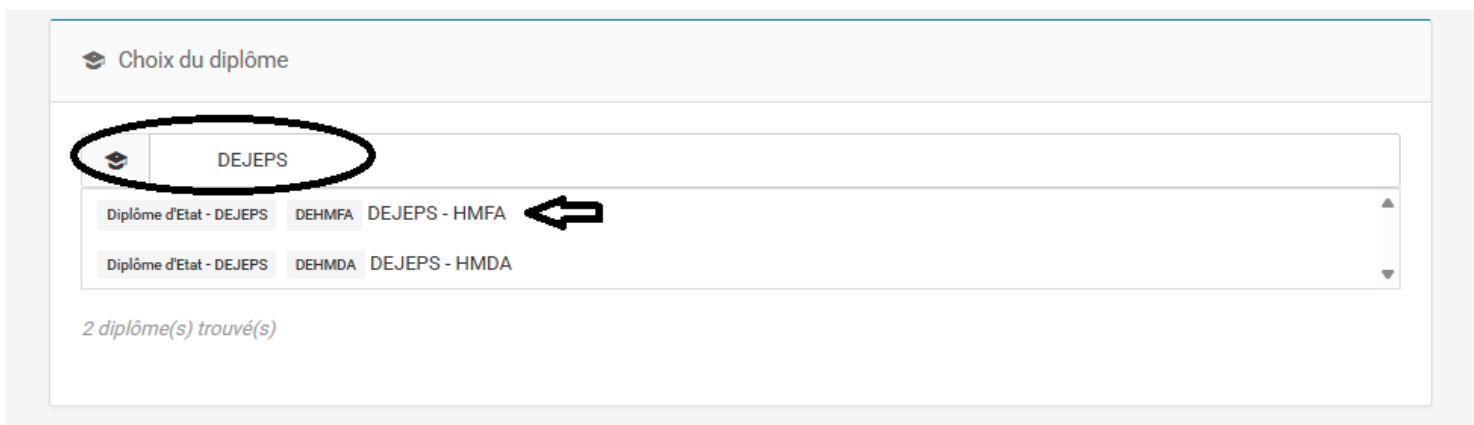 Choix du diplôme
DEJEPS
Diplôme d'Etat - DEJEPS DEHMFA DEJEPS - HMFA
Diplôme d'Etat - DEJEPS DEHMDA DEJEPS - HMDA
2 diplôme(s) trouvé(s)